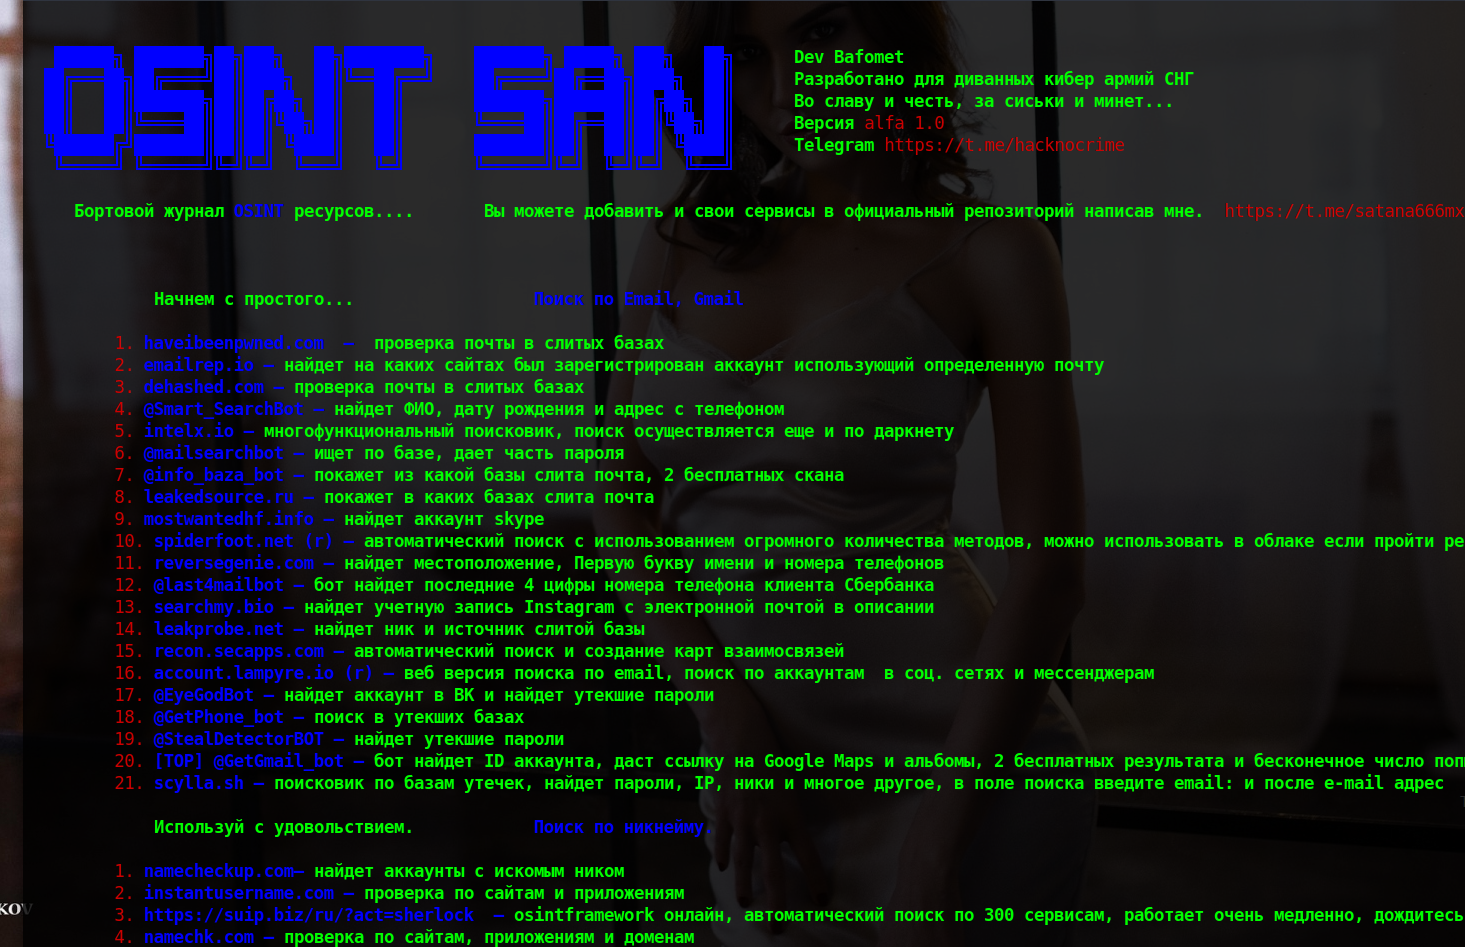 OSINT SAN
Dev Bafomet
Разработано для диванных кибер армий СНГ
Во славу и честь, за сиськи и минет...
Версия alfa 1.0
Telegram https://t.me/hacknocrime
Бортовой журнал OSINT ресурсов.... Вы можете добавить и свои сервисы в официальный репозиторий написав мне. https://t.me/satana666mx
Начнем с простого... Поиск по Email, Gmail
1. haveibeenpwned.com — проверка почты в слитых базах
2. emailrep.io — найдет на каких сайтах был зарегистрирован аккаунт использующий определенную почту
3. dehashed.com — проверка почты в слитых базах
4. @Smart_SearchBot — найдет ФИО, дату рождения и адрес с телефоном
5. intelx.io — многофункциональный поисковик, поиск осуществляется еще и по даркнету
6. @mailsearchbot — ищет по базе, дает часть пароля
7. @info_baza_bot — покажет из какой базы слита почта, 2 бесплатных скана
8. leakedsource.ru — покажет в каких базах слита почта
9. mostwantedhf.info — найдет аккаунт skype
10. spiderfoot.net (r) — автоматический поиск с использованием огромного количества методов, можно использовать в облаке если пройти ре
11. reversegenie.com — найдет местоположение, Первую букву имени и номера телефонов
12. @last4mailbot — бот найдет последние 4 цифры номера телефона клиента Сбербанка
13. searchmy.bio — найдет учетную запись Instagram с электронной почтой в описании
14. leakprobe.net — найдет ник и источник слитой базы
15. recon.secapps.com — автоматический поиск и создание карт взаимосвязей
16. account.lampyre.io (r) — веб версия поиска по email, поиск по аккаунтам в соц. сетях и мессенджерам
17. @EyeGodBot — найдет аккаунт в ВК и найдет утекшие пароли
18. @GetPhone_bot — поиск в утекших базах
19. @StealDetectorBOT — найдет утекшие пароли
20. [TOP] @GetGmail_bot — бот найдет ID аккаунта, даст ссылку на Google Maps и альбомы, 2 бесплатных результата и бесконечное число поп
21. scylla.sh — поисковик по базам утечек, найдет пароли, IP, ники и многое другое, в поле поиска введите email: и после e-mail адрес
Используй с удовольствием. Поиск по никнейму.
1. namecheckup.com— найдет аккаунты с искомым ником
2. instantusername.com — проверка по сайтам и приложениям
3. https://suip.biz/ru/?act=sherlock — osintframework онлайн, автоматический поиск по 300 сервисам, работает очень медленно, дождитесь
KOV
4. namechk.com — проверка по сайтам, приложениям и доменам